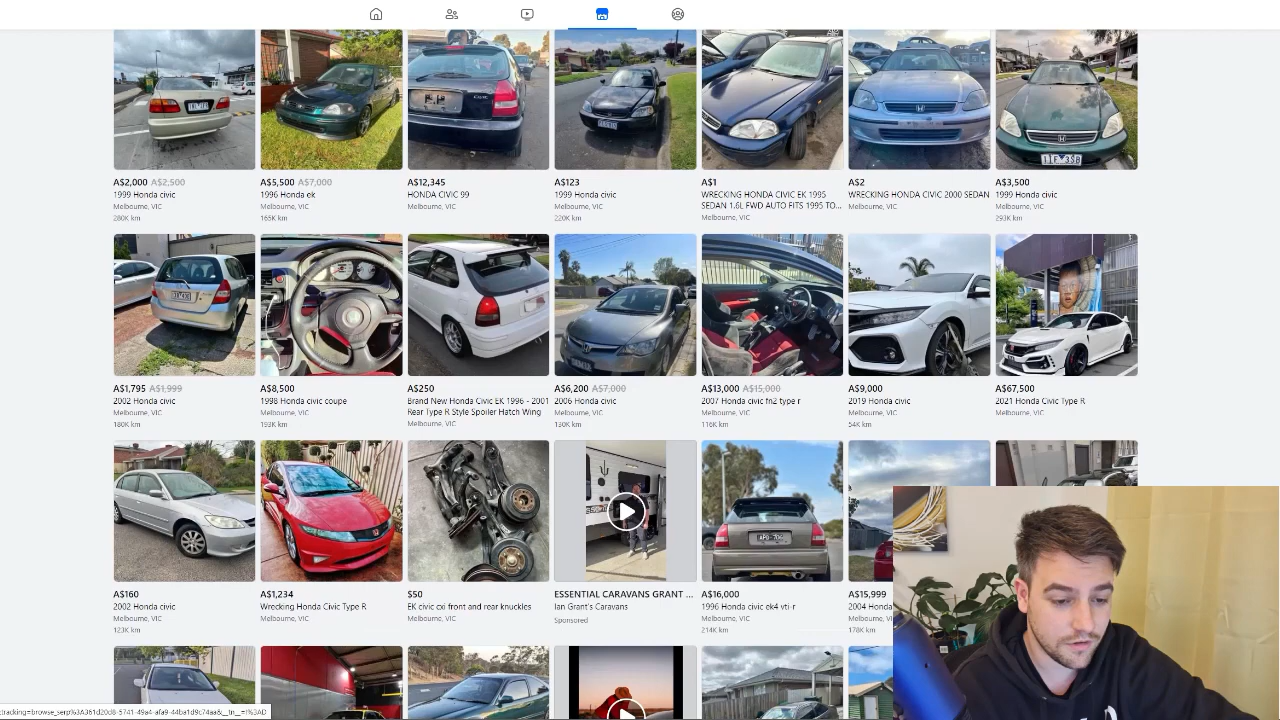 A$2,000 A$2,500
1999 Honda civic
Melbourne, VIC
280K km
A$5,500 A$7,000
1996 Honda ek
Melbourne, VIC
165K km
A$12,345
HONDA CIVIC 99
Melbourne, VIC
A$123
1999 Honda civic
Melbourne, VIC
220K km
A$1
WRECKING HONDA CIVIC EK 1995
SEDAN 1.6L FWD AUTO FITS 1995 TO...
Melbourne, VIC
A$2
WRECKING HONDA CIVIC 2000 SEDAN
Melbourne, VIC
A$3,500
1999 Honda civic
Melbourne, VIC
293K km
A$1,795 A$1,999
2002 Honda civic
Melbourne, VIC
180K km
A$8,500
1998 Honda civic coupe
Melbourne, VIC
193K km
A$250
Brand New Honda Civic EK 1996 - 2001
Rear Type R Style Spoiler Hatch Wing
Melbourne, VIC
A$6,200 A$7,000
2006 Honda civic
Melbourne, VIC
130K km
A$13,000 A$15,000
2007 Honda civic fn2 type r
Melbourne, VIC
116K km
A$9,000
2019 Honda civic
Melbourne, VIC
54K km
A$67,500
2021 Honda Civic Type R
Melbourne, VIC
A$160
2002 Honda civic
Melbourne, VIC
123K km
A$1,234
Wrecking Honda Civic Type R
Melbourne, VIC
$50
EK civic cxi front and rear knuckles
Melbourne, VIC
ESSENTIAL CARAVANS GRANT ...
Ian Grant's Caravans
Sponsored
A$16,000
1996 Honda civic ek4 vti-r
Melbourne, VIC
214K km
A$15,999
2004 Honda
Melbourne, VIC
178K km